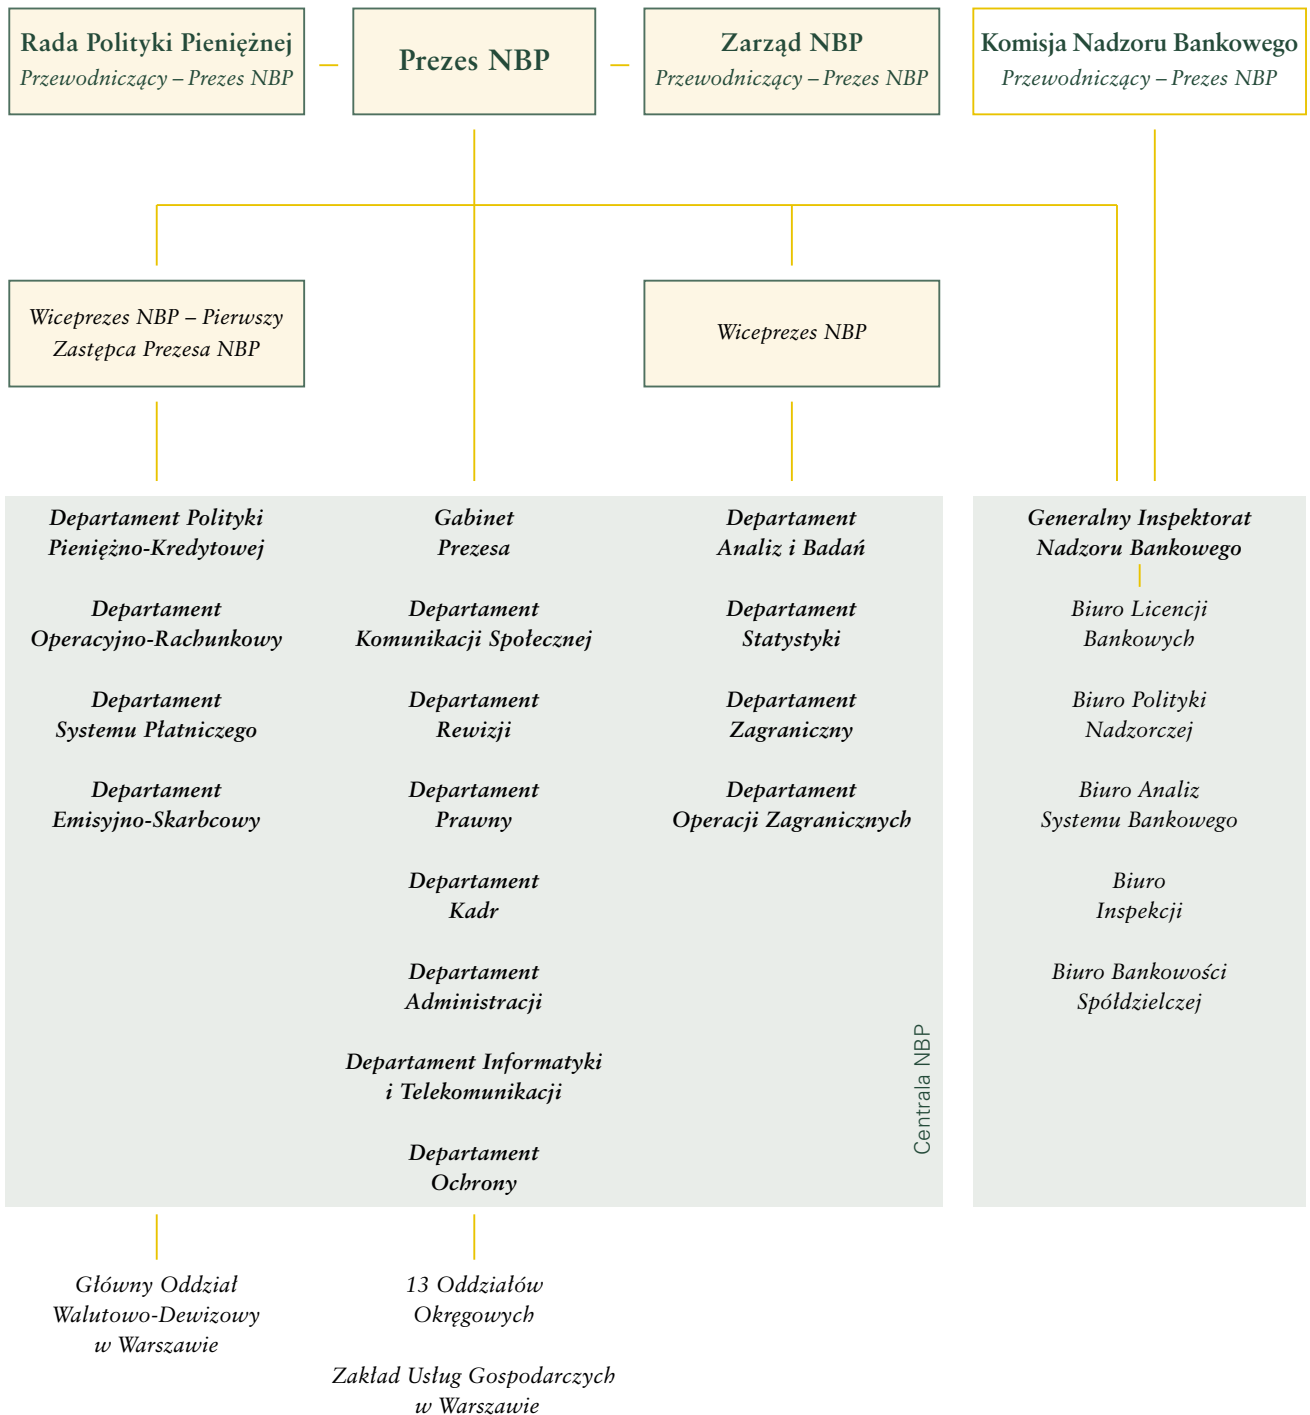 Rada Polityki Pieniężnej
Przewodniczący – Prezes NBP
Prezes NBP
Zarząd NBP
Przewodniczący – Prezes NBP
Komisja Nadzoru Bankowego
Przewodniczący – Prezes NBP
Wiceprezes NBP – Pierwszy
Zastępca Prezesa NBP
Wiceprezes NBP
Departament Polityki
Pieniężno-Kredytowej
Departament
Operacyjno-Rachunkowy
Departament
Systemu Płatniczego
Departament
Emisyjno-Skarbcowy
Gabinet
Prezesa
Departament
Komunikacji Społecznej
Departament
Rewizji
Departament
Prawny
Departament
Kadr
Departament
Administracji
Departament Informatyki
i Telekomunikacji
Departament
Ochrony
Departament
Analiz i Badań
Departament
Statystyki
Departament
Zagraniczny
Departament
Operacji Zagranicznych
Centrala NBP
Generalny Inspektorat
Nadzoru Bankowego
Biuro Licencji
Bankowych
Biuro Polityki
Nadzorczej
Biuro Analiz
Systemu Bankowego
Biuro
Inspekcji
Biuro Bankowości
Spółdzielczej
Główny Oddział
Walutowo-Dewizowy
w Warszawie
13 Oddziałów
Okręgowych
Zakład Usług Gospodarczych
w Warszawie